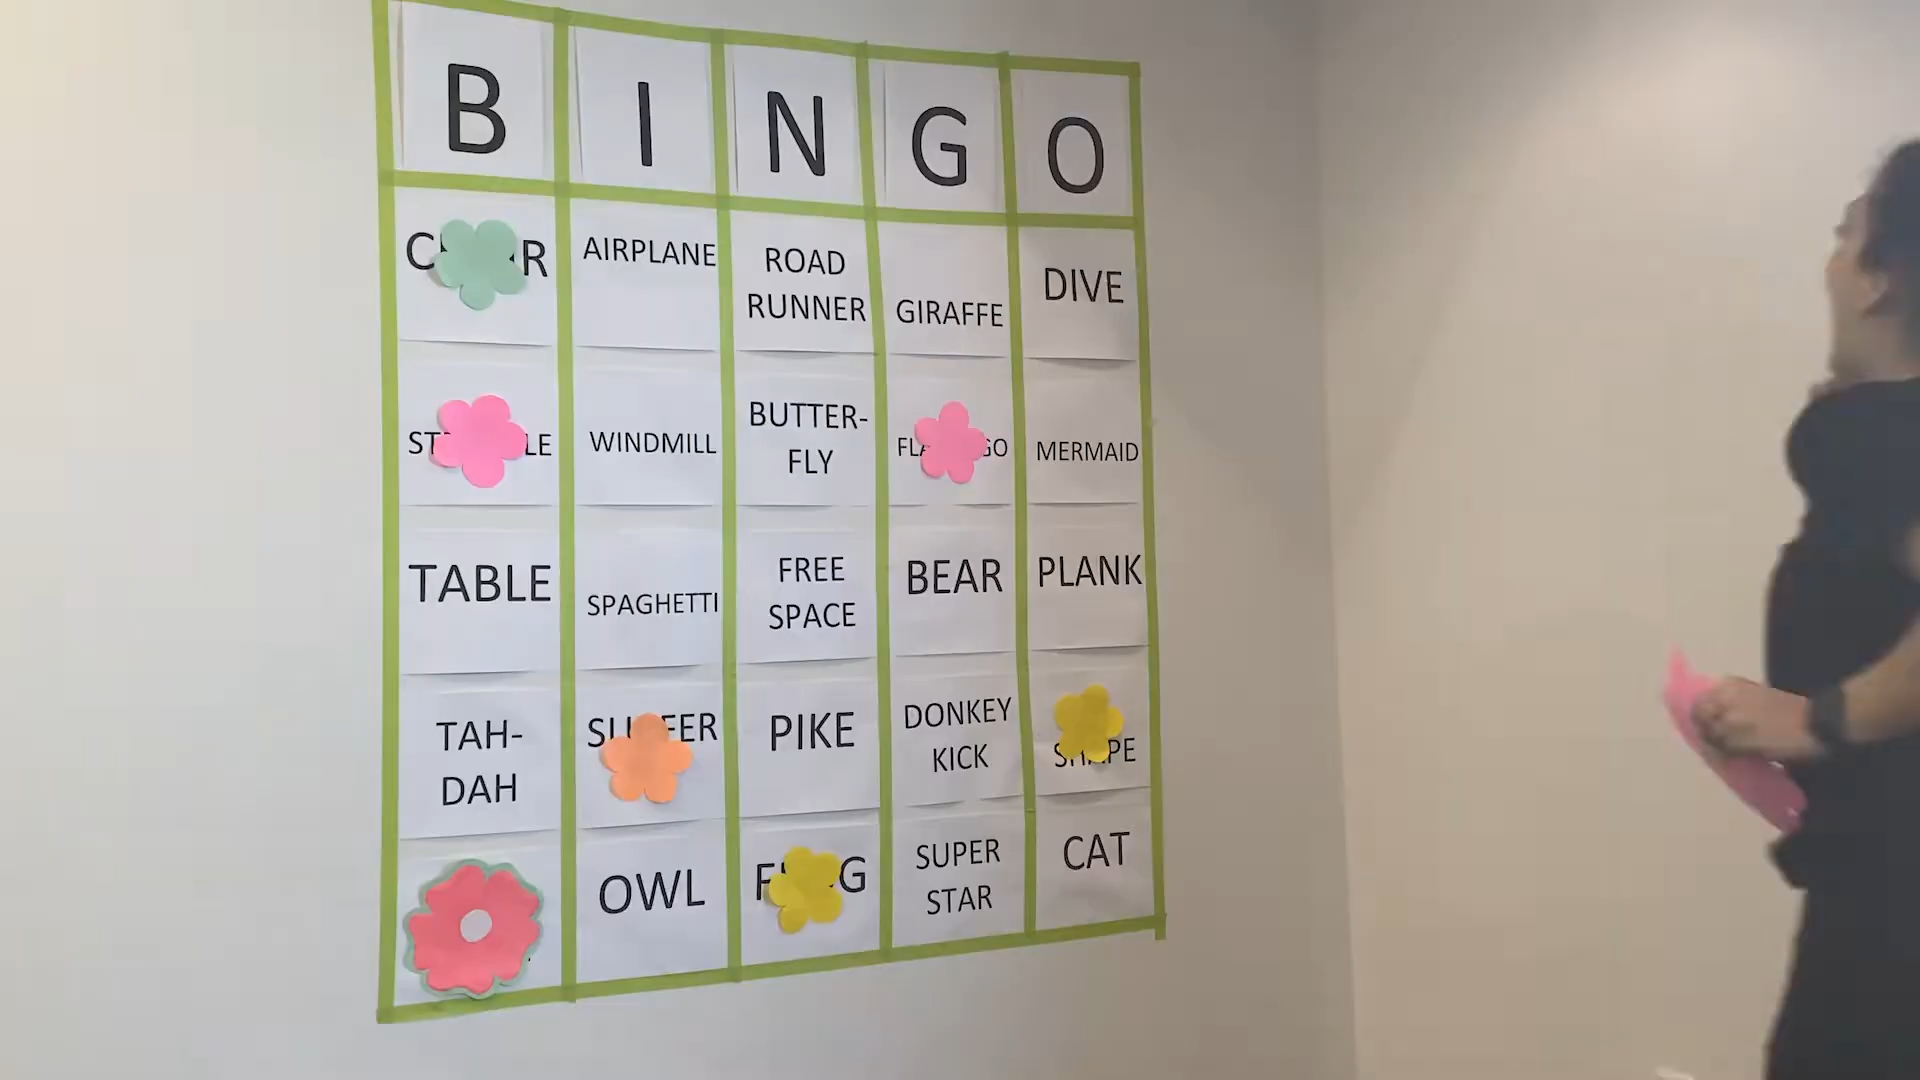 B I N G O
AIRPLANE
ROAD
RUNNER
GIRAFFE
DIVE
WINDMILL
BUTTER-
FLY
MERMAID
TABLE
SPAGHETTI
FREE
SPACE
BEAR
PLANK
TAH-
DAH
PIKE
DONKEY
KICK
OWL
SUPER
STAR
CAT